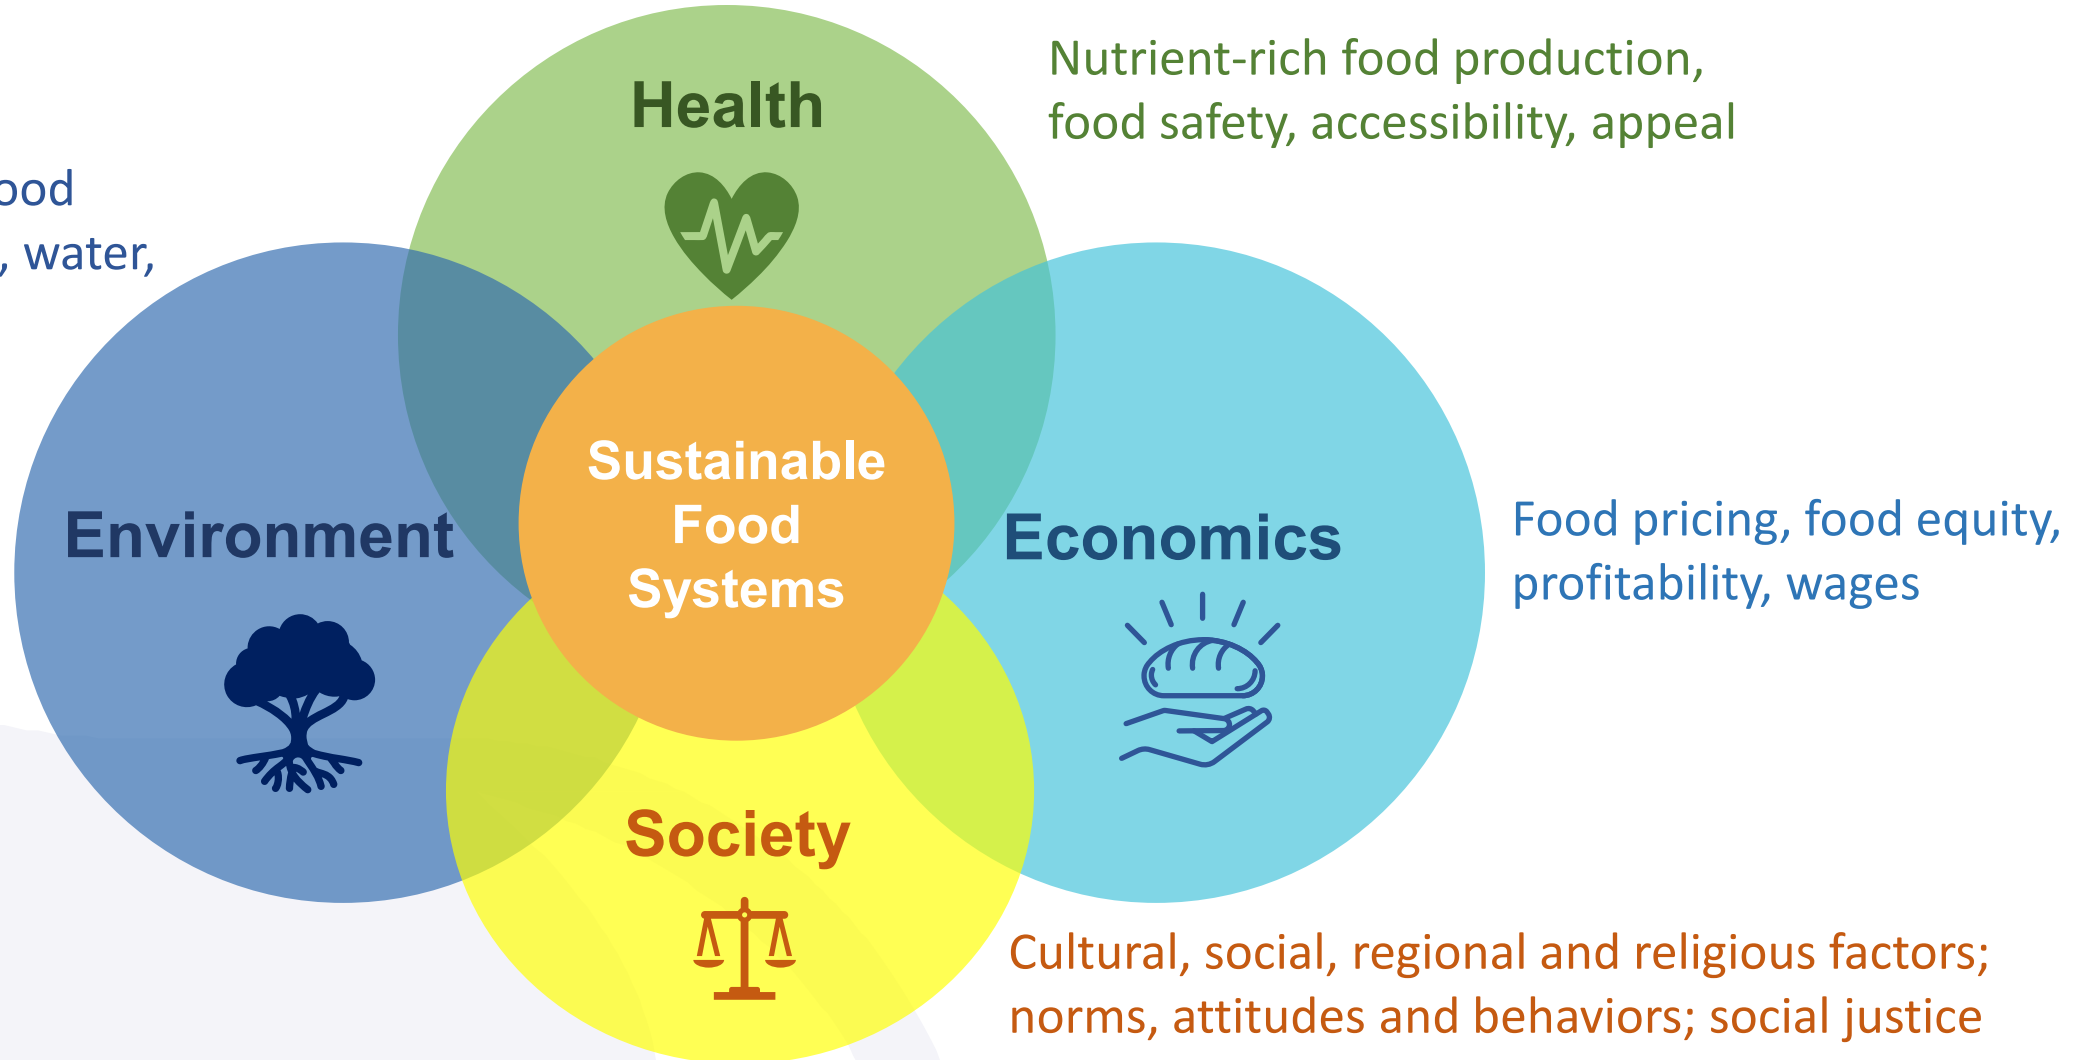 Health
Nutrient-rich food production,
food safety, accessibility, appeal
, water,
Sustainable
Food
Systems
Environment
Economics
Food pricing, food equity,
profitability, wages
Society
Cultural, social, regional and religious factors;
norms, attitudes and behaviors; social justice